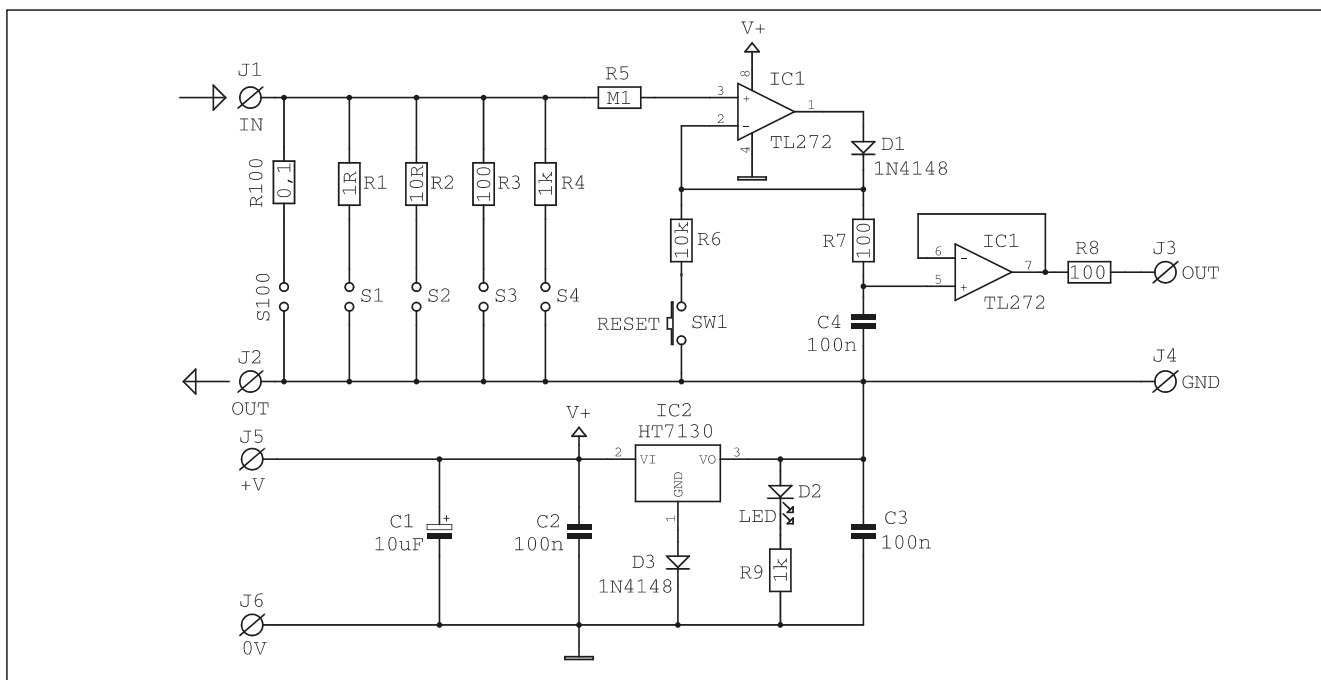 V+
J1
IN
R5
M1
3
+
2
−
8
4
IC1
1
TL272
D1
1N4148
R100
0,1
1R
R1
10R
R2
100
R3
1k
R4
10k
R6
R7
100
6
−
5
+
7
IC1
TL272
R8
100
J3
OUT
S100
S1
S2
S3
S4
RESET
SW1
C4
100n
J2
OUT
J4
GND
J5
+V
V+
IC2
HT7130
2
VI
VO
3
GND
1
C1
+
10uF
C2
100n
D3
1N4148
D2
LED
R9
1k
C3
100n
J6
0V